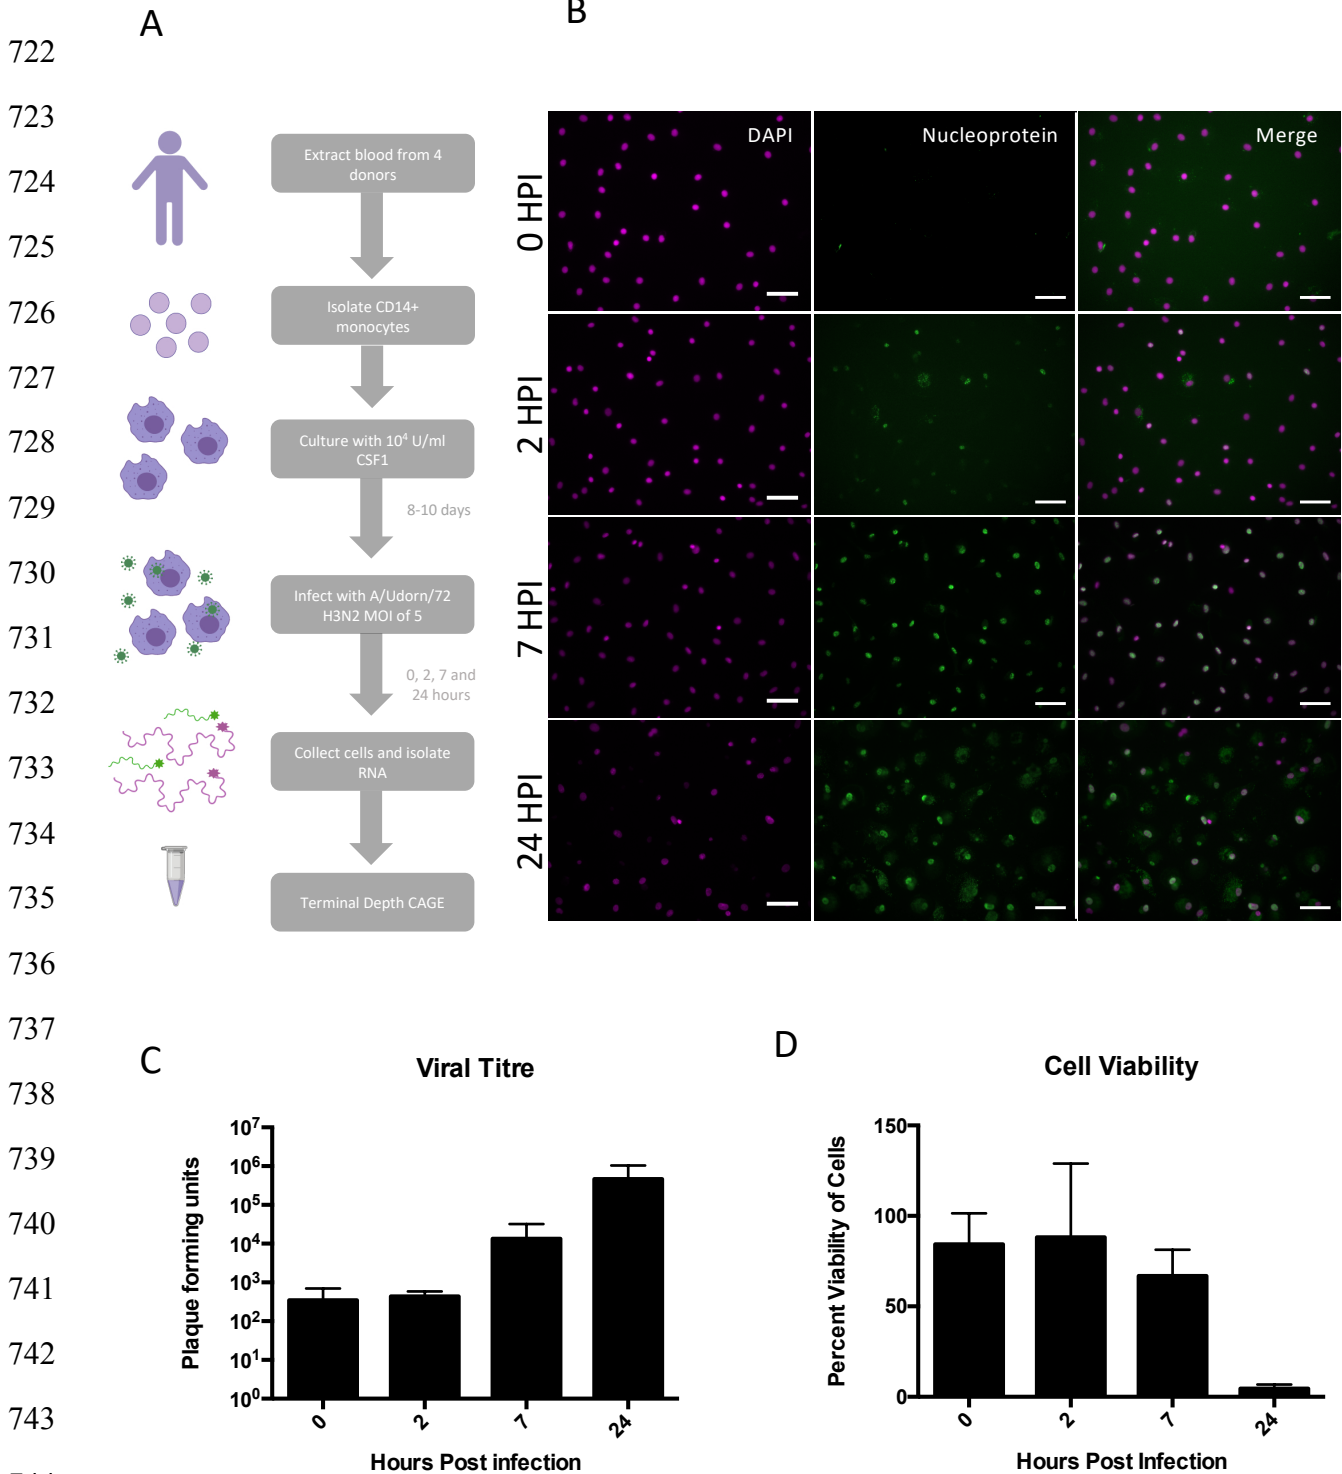 A
B
722
723
724
725
726
727
728
729
730
731
732
733
734
735
736
737
738
739
740
741
742
743
Extract blood from 4
donors
Isolate CD14+
monocytes
Culture with 10⁴ U/ml
CSF1
8-10 days
Infect with A/Udorn/72
H3N2 MOI of 5
0, 2, 7 and
24 hours
Collect cells and isolate
RNA
Terminal Depth CAGE
DAPI
Nucleoprotein
Merge
0 HPI
2 HPI
7 HPI
24 HPI
C
Viral Titre
Plaque forming units
10⁷
10⁶
10⁵
10⁴
10³
10²
10¹
10⁰
0
2
7
24
Hours Post infection
D
Cell Viability
Percent Viability of Cells
150
100
50
0
0
2
7
24
Hours Post Infection